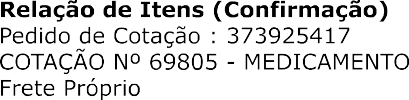 Relação de Itens (Confirmação)
Pedido de Cotação : 373925417
COTAÇÃO Nº 69805 - MEDICAMENTO
Frete Próprio